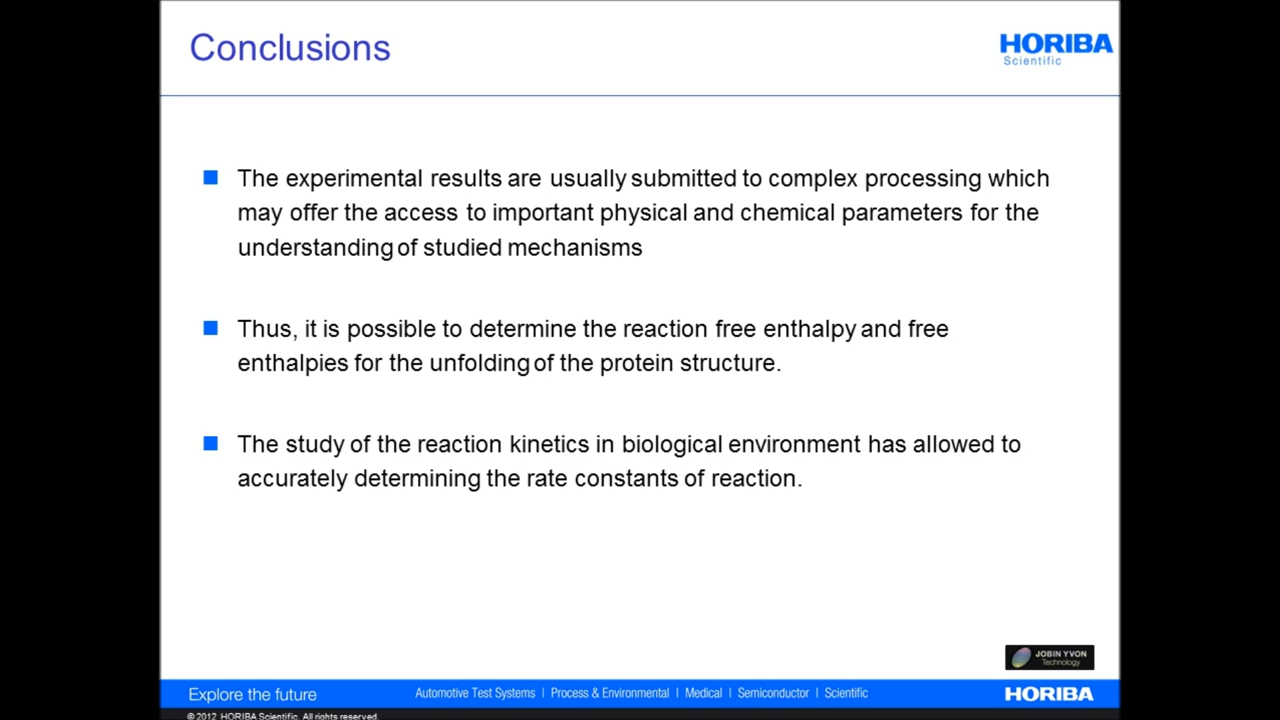 Conclusions
HORIBA
Scientific
The experimental results are usually submitted to complex processing which
may offer the access to important physical and chemical parameters for the
understanding of studied mechanisms
Thus, it is possible to determine the reaction free enthalpy and free
enthalpies for the unfolding of the protein structure.
The study of the reaction kinetics in biological environment has allowed to
accurately determining the rate constants of reaction.
JOBIN YVON
Technology
Explore the future
Automotive Test Systems | Process & Environmental | Medical | Semiconductor | Scientific
HORIBA
© 2012 HORIBA Scientific. All rights reserved.